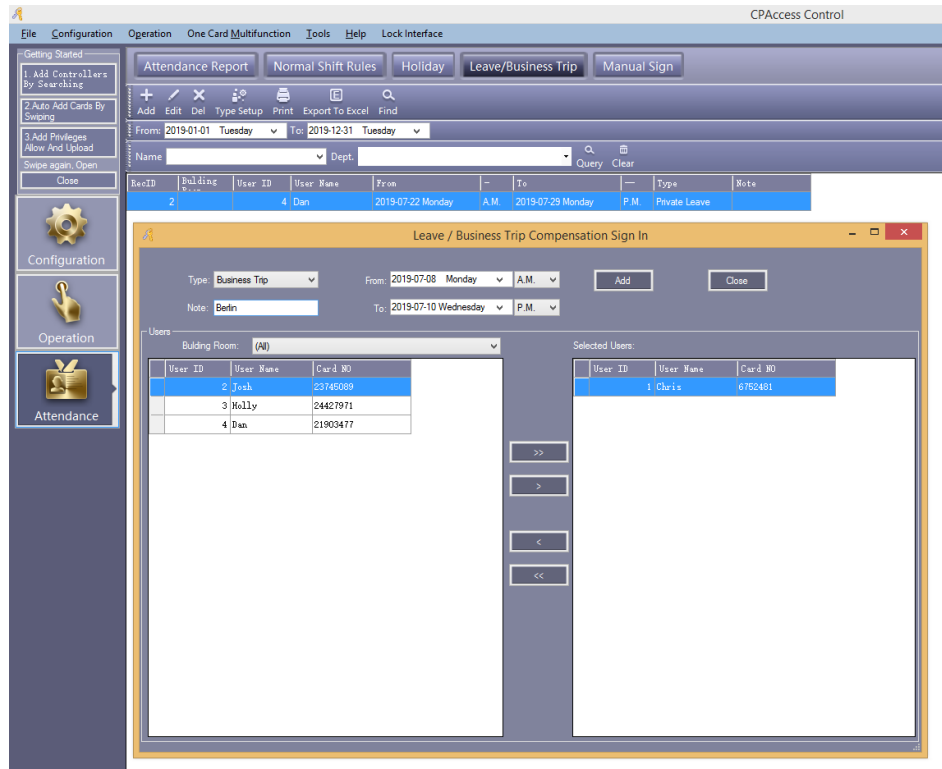 CPAccess Control
File Configuration Operation One Card Multifunction Tools Help Lock Interface
Getting Started
1.Add Controllers
By Searching
2.Auto Add Cards By
Swiping
3.Add Privileges
Allow And Upload
Swipe again, Open
Close
Configuration
Operation
Attendance
Attendance Report Normal Shift Rules Holiday Leave/Business Trip Manual Sign
Add Edit Del Type Setup Print Export To Excel Find
From: 2019-01-01 Tuesday To: 2019-12-31 Tuesday
Name Dept. Query Clear
RecID Bulding User ID User Name From - To — Type Note
2 4 Dan 2019-07-22 Monday A.M. 2019-07-29 Monday P.M. Private Leave
Leave / Business Trip Compensation Sign In
Type: Business Trip From: 2019-07-08 Monday A.M. Add Close
Note: Berlin To: 2019-07-10 Wednesday P.M.
Users
Bulding Room: (All) Selected Users:
User ID User Name Card NO
2 Josh 23745089
3 Holly 24427971
4 Dan 21903477
>>
>
<
<<
User ID User Name Card NO
1 Chris 6752481